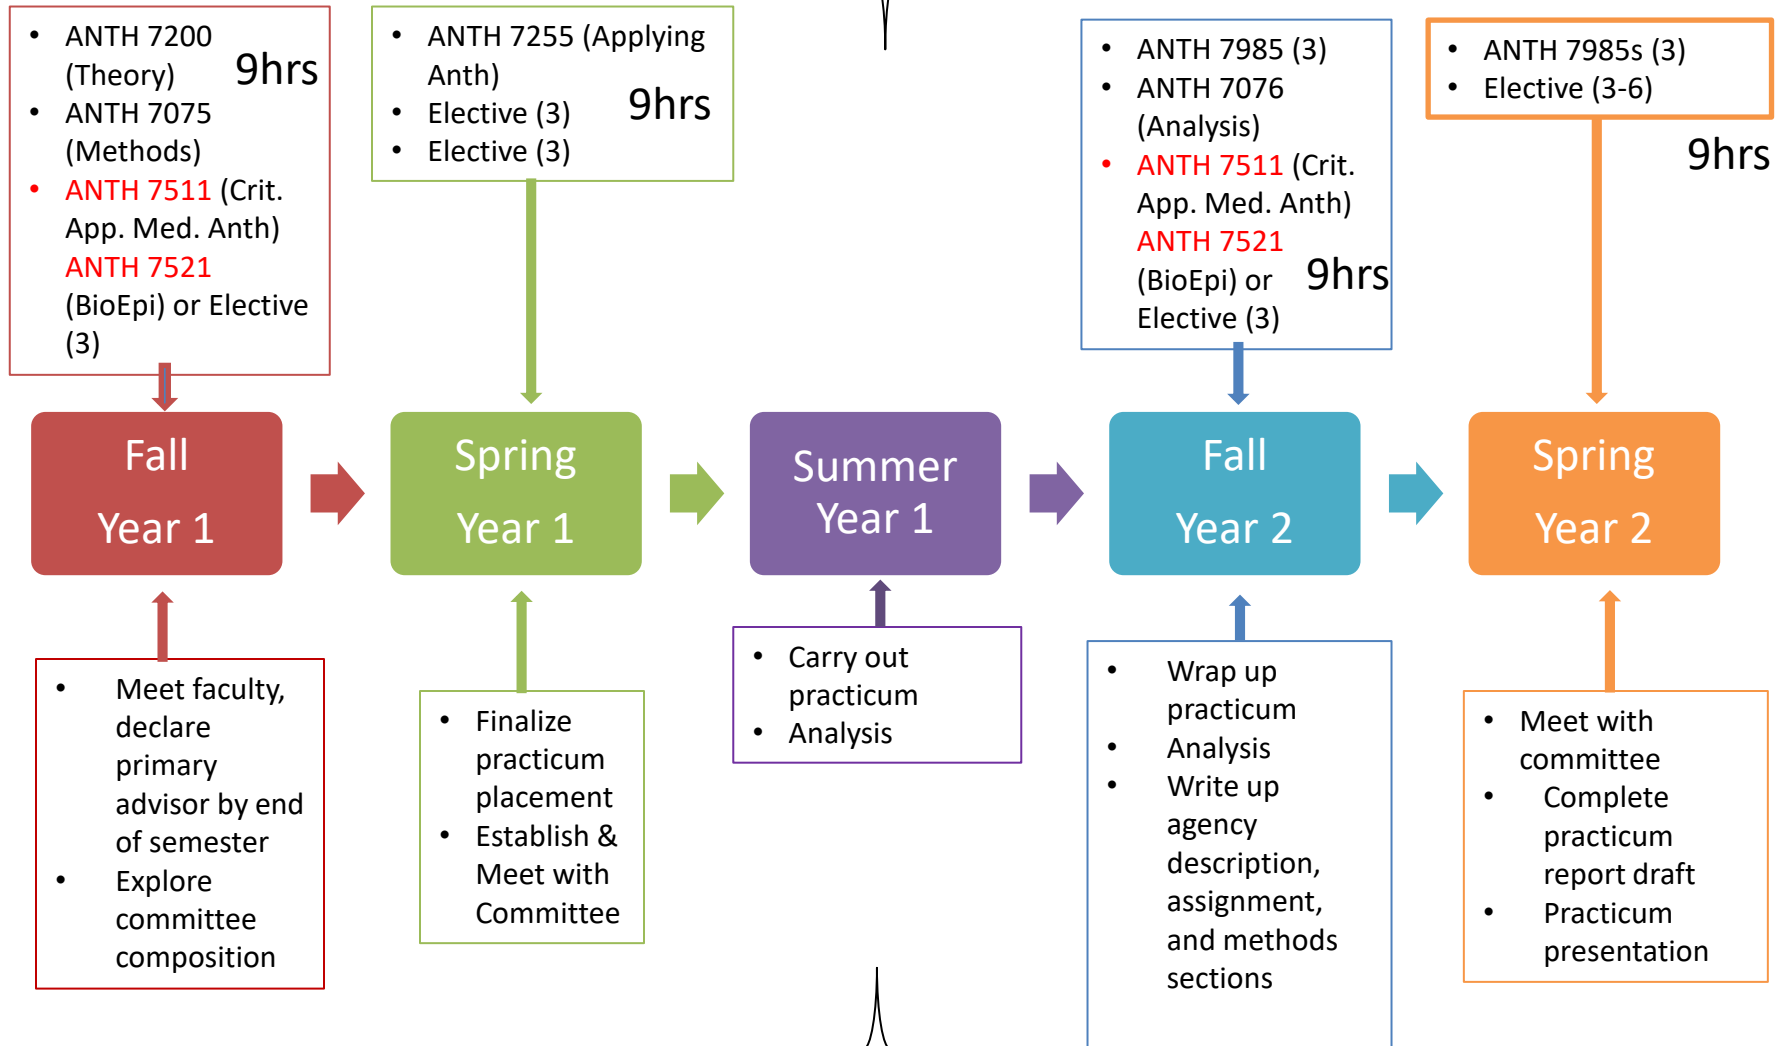 • ANTH 7200
(Theory)
9hrs
• ANTH 7075
(Methods)
• ANTH 7511 (Crit.
App. Med. Anth)
ANTH 7521
(BioEpi) or Elective
(3)
• ANTH 7255 (Applying
Anth)
9hrs
• Elective (3)
• Elective (3)
• ANTH 7985 (3)
• ANTH 7076
(Analysis)
• ANTH 7511 (Crit.
App. Med. Anth)
ANTH 7521
(BioEpi) or
Elective (3)
9hrs
• ANTH 7985s (3)
• Elective (3-6)
9hrs
Fall
Year 1
Spring
Year 1
Summer
Year 1
Fall
Year 2
Spring
Year 2
• Meet faculty,
declare
primary
advisor by end
of semester
• Explore
committee
composition
• Finalize
practicum
placement
• Establish &
Meet with
Committee
• Carry out
practicum
• Analysis
• Wrap up
practicum
• Analysis
• Write up
agency
description,
assignment,
and methods
sections
• Meet with
committee
• Complete
practicum
report draft
• Practicum
presentation